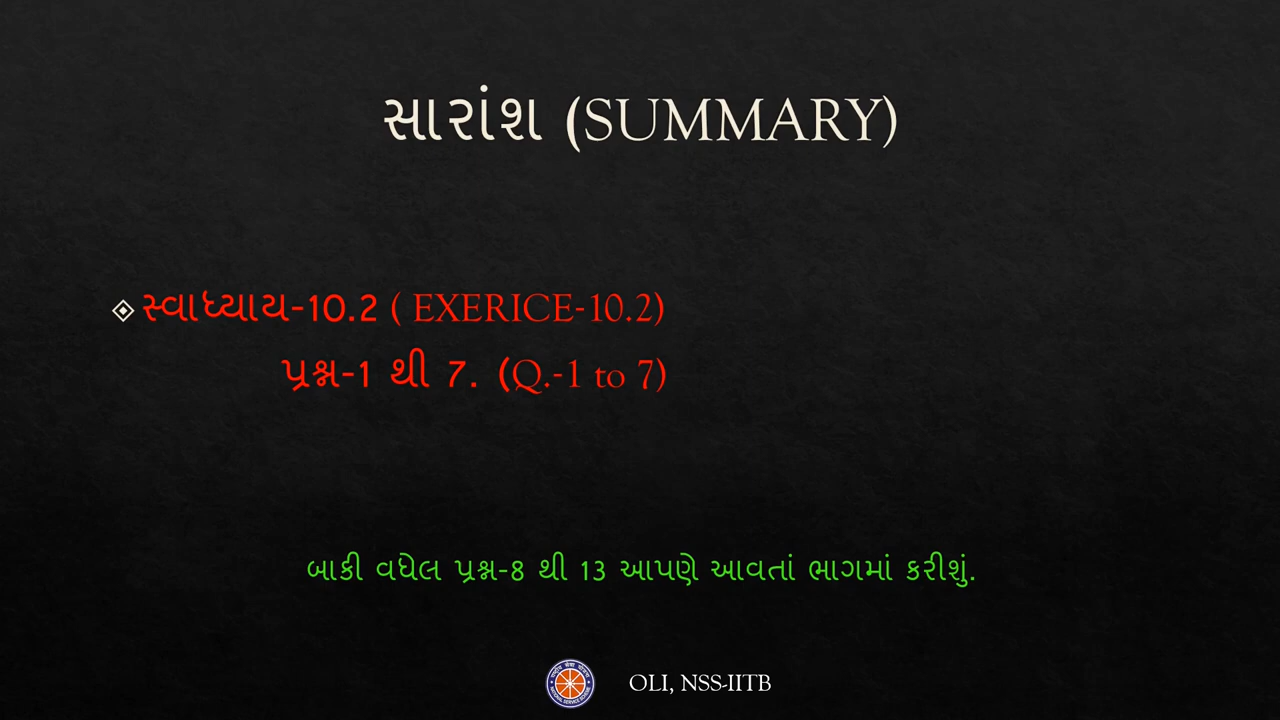 સારાંશ (SUMMARY)
સ્વાધ્યાય-10.2 ( EXERICE-10.2)
પ્રશ્ન-1 થી 7. (Q.-1 to 7)
બાકી વધેલ પ્રશ્ન-8 થી 13 આપણે આવતાં ભાગમાં કરીશું.
OLI, NSS-IITB